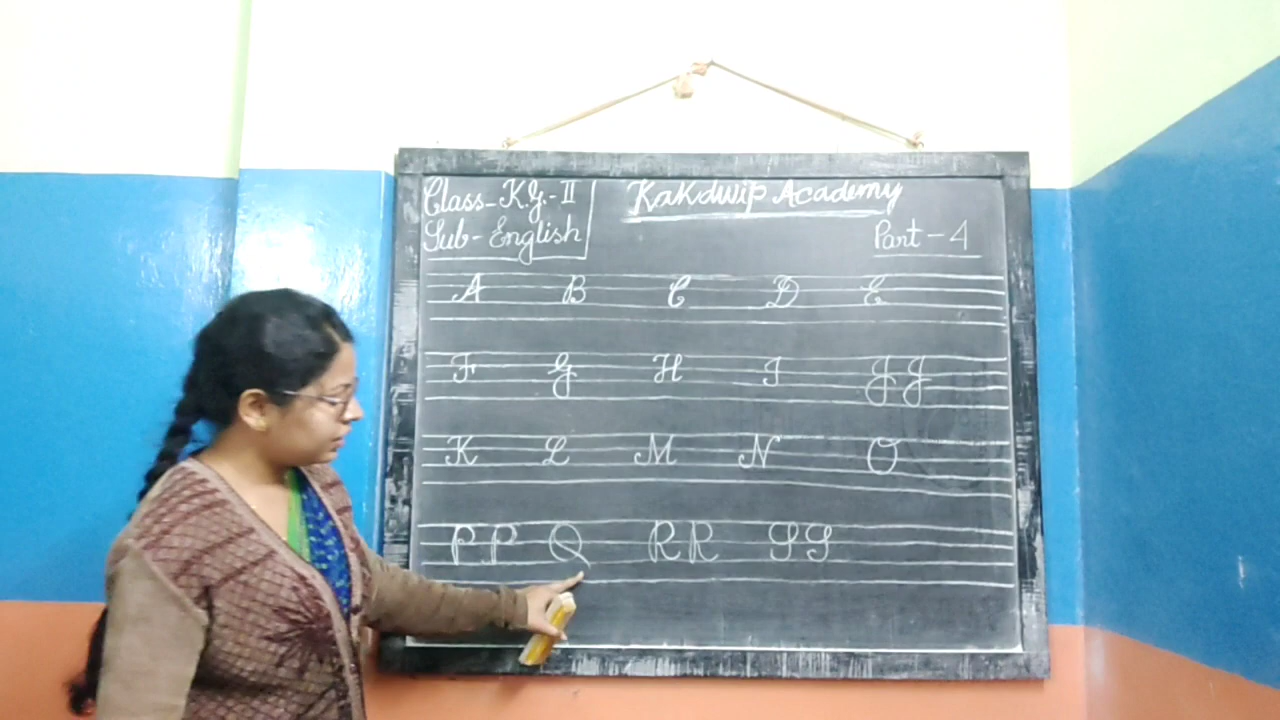 Class - K.G. - II
Sub - English
Kakdwip Academy
Part - 4
A B C D E
F G H I J J
K L M N O
P P Q R R S S